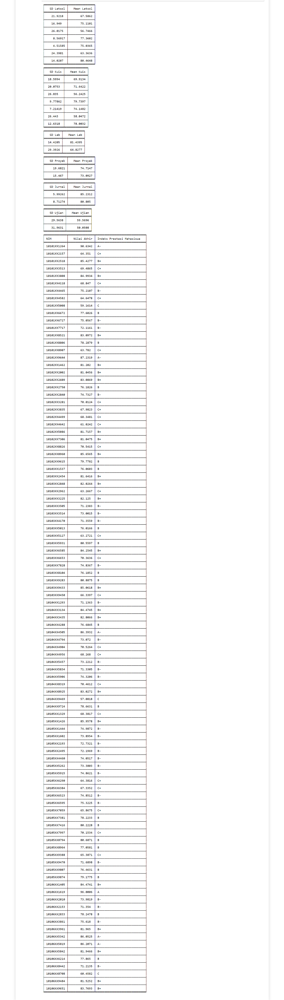 SD Latsol Mean Latsol
21.9218 67.5862
16.949 75.1101
26.0175 56.7466
8.56917 77.3602
4.51585 75.0365
24.3981 63.3636
14.0207 80.4648
SD Kuis Mean Kuis
18.5994 69.9134
20.0753 71.6422
26.835 56.2425
9.77862 79.7397
7.21419 74.1482
26.443 58.0472
12.6318 78.0032
SD Lab Mean Lab
14.4205 81.4395
29.3926 64.8277
SD Proyek Mean Proyek
19.6821 74.7147
15.467 73.0927
SD Jurnal Mean Jurnal
5.99262 85.2312
8.71274 80.805
SD Ujian Mean Ujian
29.5638 59.5696
31.9631 50.0508
NIM Nilai Akhir Indeks Prestasi Mahasiswa
10101XX1264 90.6342 A-
10101XX2157 64.351 C+
10101XX2518 85.4277 B+
10101XX3513 69.4865 C+
10101XX3808 84.9934 B+
10101XX4118 68.847 C+
10101XX4465 75.2107 B-
10101XX4582 64.6478 C+
10101XX5008 59.1614 C
10101XX6672 77.6026 B
10101XX6727 75.0567 B-
10101XX7717 72.1161 B-
10101XX8521 83.0972 B+
10101XX8806 78.2879 B
10101XX8907 63.782 C+
10101XX9644 87.2319 A-
10102XX1462 81.202 B+
10102XX2002 81.0456 B+
10102XX2609 83.0869 B+
10102XX2750 76.1826 B
10102XX2840 74.7327 B-
10102XX3281 70.0124 C+
10102XX3835 67.9823 C+
10102XX4499 68.3481 C+
10102XX4642 61.0242 C+
10102XX5086 81.7157 B+
10102XX7306 81.0475 B+
10102XX8826 70.5415 C+
10102XX8960 85.6565 B+
10102XX9615 79.7782 B
10103XX1537 76.0603 B
10103XX2454 81.6416 B+
10103XX2848 82.0264 B+
10103XX2962 63.2667 C+
10103XX3225 82.125 B+
10103XX3505 71.2383 B-
10103XX3514 73.0015 B-
10103XX4170 71.3559 B-
10103XX5013 76.0166 B
10103XX5127 63.2721 C+
10103XX5931 80.5597 B
10103XX6585 84.2545 B+
10103XX6653 70.3636 C+
10103XX7828 74.8367 B-
10103XX8104 76.1852 B
10103XX9283 80.8875 B
10103XX9433 85.0618 B+
10103XX9450 66.3397 C+
10104XX1293 71.1363 B-
10104XX3134 84.4745 B+
10104XX3435 82.8066 B+
10104XX4288 76.6845 B
10104XX4505 86.3932 A-
10104XX4794 73.072 B-
10104XX4904 70.5264 C+
10104XX4956 68.268 C+
10104XX5457 73.2212 B-
10104XX5834 71.3305 B-
10104XX5906 74.3206 B-
10104XX8319 70.4612 C+
10104XX8925 83.0272 B+
10104XX9469 57.0818 C
10104XX9724 78.6631 B
10105XX1329 68.3817 C+
10105XX1426 85.9578 B+
10105XX1444 74.9872 B-
10105XX1602 73.8954 B-
10105XX2193 72.7321 B-
10105XX2495 72.1969 B-
10105XX4460 74.0517 B-
10105XX5262 73.3803 B-
10105XX5915 74.8621 B-
10105XX6290 64.3816 C+
10105XX6384 67.3352 C+
10105XX6523 74.8512 B-
10105XX6595 75.3225 B-
10105XX7059 65.8675 C+
10105XX7381 78.2233 B
10105XX7416 80.2228 B
10105XX7997 70.1534 C+
10105XX8794 80.6871 B
10105XX8964 77.0581 B
10105XX9388 65.3871 C+
10105XX9470 71.6898 B-
10105XX9807 76.4631 B
10105XX9874 79.1775 B
10106XX1405 84.4741 B+
10106XX1619 96.0006 A
10106XX2010 73.9819 B-
10106XX2153 71.354 B-
10106XX2833 78.2478 B
10106XX3861 75.618 B-
10106XX3961 81.965 B+
10106XX5342 86.0525 A-
10106XX5819 86.2071 A-
10106XX5842 81.9466 B+
10106XX6214 77.865 B
10106XX8442 71.2135 B-
10106XX8708 60.4582 C
10106XX9484 81.5252 B+
10106XX9651 83.7693 B+